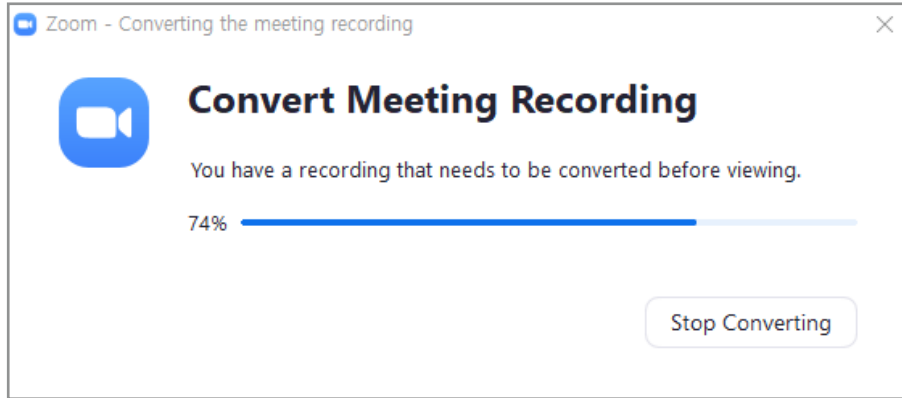 Zoom - Converting the meeting recording
Convert Meeting Recording
You have a recording that needs to be converted before viewing.
74%
Stop Converting